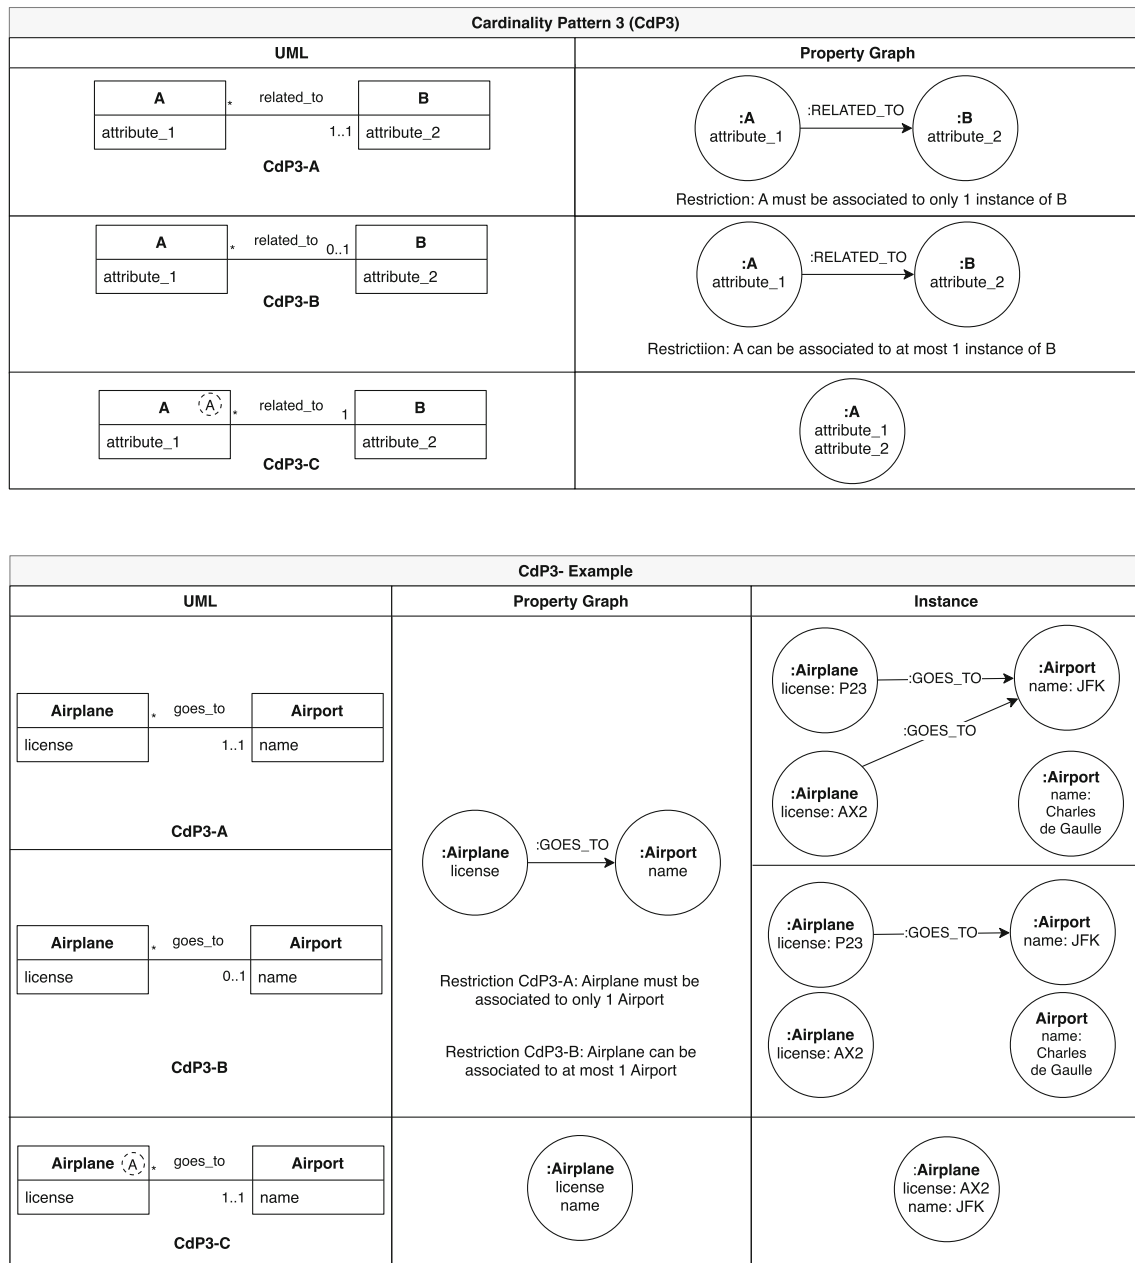 Cardinality Pattern 3 (CdP3)
UML
Property Graph
A
*
related_to
B
attribute_1
1..1
attribute_2
CdP3-A
:A
attribute_1
:RELATED_TO
:B
attribute_2
Restriction: A must be associated to only 1 instance of B
A
*
related_to
0..1
B
attribute_1
attribute_2
CdP3-B
:A
attribute_1
:RELATED_TO
:B
attribute_2
Restrictiion: A can be associated to at most 1 instance of B
A
A
*
related_to
1
B
attribute_1
attribute_2
CdP3-C
:A
attribute_1
attribute_2
CdP3- Example
UML
Property Graph
Instance
Airplane
*
goes_to
Airport
license
1..1
name
CdP3-A
Airplane
*
goes_to
Airport
license
0..1
name
CdP3-B
:Airplane
license
:GOES_TO
:Airport
name
Restriction CdP3-A: Airplane must be
associated to only 1 Airport
Restriction CdP3-B: Airplane can be
associated to at most 1 Airport
:Airplane
license: P23
:GOES_TO
:Airport
name: JFK
:GOES_TO
:Airplane
license: AX2
:Airport
name:
Charles
de Gaulle
:Airplane
license: P23
:GOES_TO
:Airport
name: JFK
:Airplane
license: AX2
Airport
name:
Charles
de Gaulle
Airplane
A
*
goes_to
Airport
license
1..1
name
CdP3-C
:Airplane
license
name
:Airplane
license: AX2
name: JFK